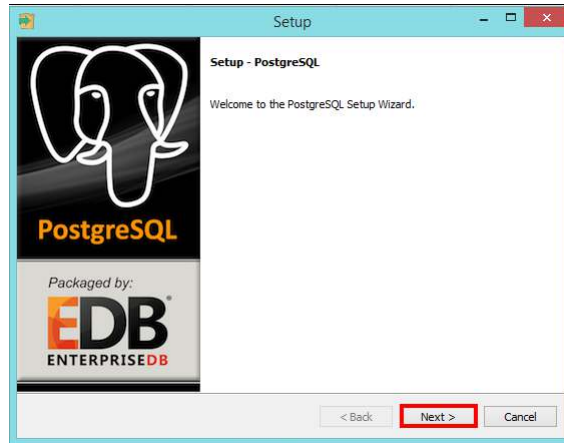 Setup
Setup - PostgreSQL
Welcome to the PostgreSQL Setup Wizard.
PostgreSQL
Packaged by:
EDB
ENTERPRISEDB
< Back
Next >
Cancel